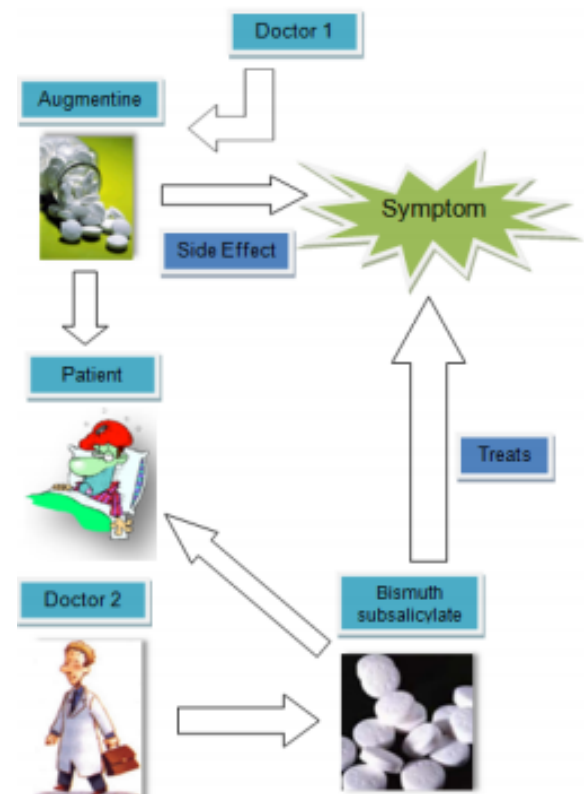 Doctor 1
Augmentine
Symptom
Side Effect
Patient
Treats
Doctor 2
Bismuth
subsalicylate